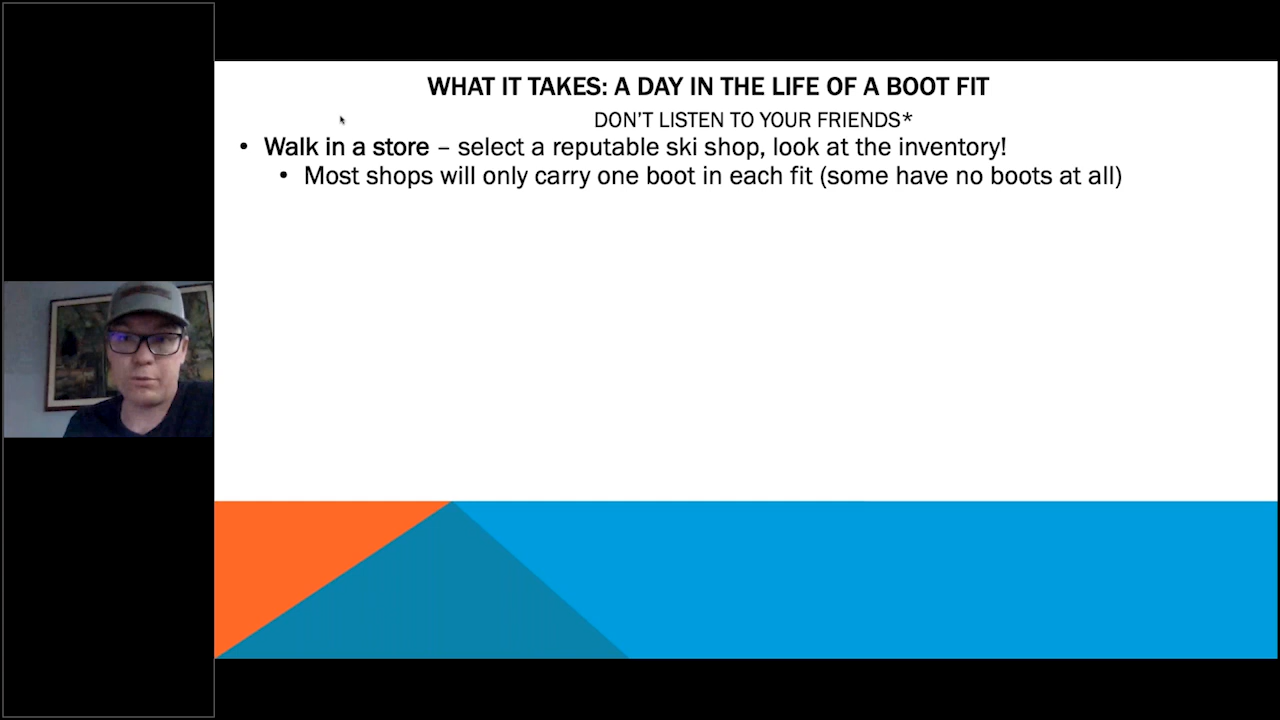 WHAT IT TAKES: A DAY IN THE LIFE OF A BOOT FIT
DON'T LISTEN TO YOUR FRIENDS*
• Walk in a store – select a reputable ski shop, look at the inventory!
• Most shops will only carry one boot in each fit (some have no boots at all)